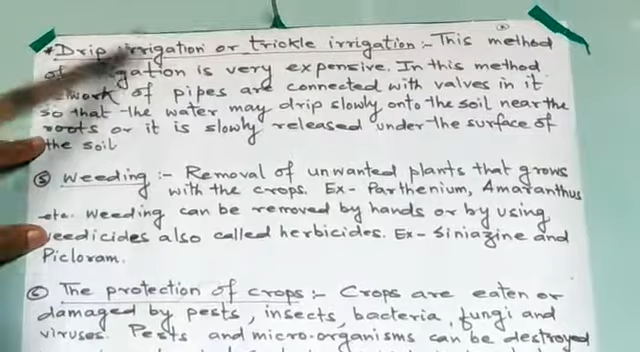 *Drip irrigation or trickle irrigation :- This method
of irrigation is very expensive. In this method
of pipes are connected with valves in it
so that the water may drip slowly onto the soil near the
roots or it is slowly released under the surface of
the soil
⑤ Weeding :- Removal of unwanted plants that grows
with the crops. Ex- Parthenium, Amaranthus
etc. Weeding can be removed by hands or by using
weedicides also called herbicides. Ex- Siniazine and
Picloram.
⑥ The protection of crops :- Crops are eaten or
damaged by pests, insects, bacteria, fungi and
viruses. Pests and micro-organisms can be destroyed